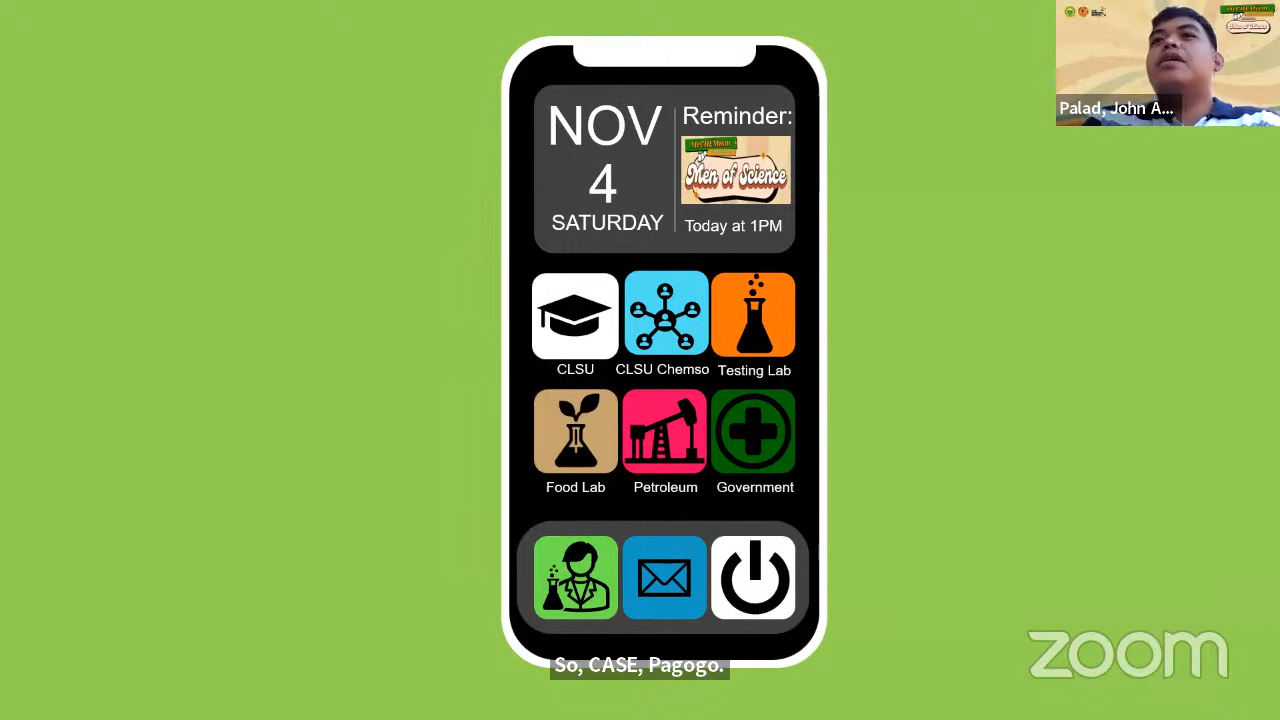 NOV
4
SATURDAY
Reminder:
MePHEMism
Men of Science
Today at 1PM
CLSU
CLSU Chemso
Testing Lab
Food Lab
Petroleum
Government
Palad, John A...
So, CASE, Pagogo.
zoom